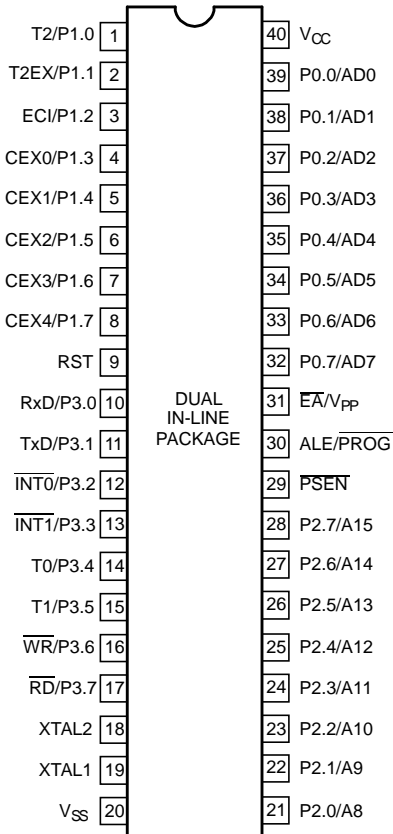 T2/P1.0 1
T2EX/P1.1 2
ECI/P1.2 3
CEX0/P1.3 4
CEX1/P1.4 5
CEX2/P1.5 6
CEX3/P1.6 7
CEX4/P1.7 8
RST 9
RxD/P3.0 10
TxD/P3.1 11
I̅N̅T̅0̅/P3.2 12
I̅N̅T̅1̅/P3.3 13
T0/P3.4 14
T1/P3.5 15
W̅R̅/P3.6 16
R̅D̅/P3.7 17
XTAL2 18
XTAL1 19
VSS 20
DUAL
IN-LINE
PACKAGE
40 VCC
39 P0.0/AD0
38 P0.1/AD1
37 P0.2/AD2
36 P0.3/AD3
35 P0.4/AD4
34 P0.5/AD5
33 P0.6/AD6
32 P0.7/AD7
31 E̅A̅/VPP
30 ALE/P̅R̅O̅G̅
29 P̅S̅E̅N̅
28 P2.7/A15
27 P2.6/A14
26 P2.5/A13
25 P2.4/A12
24 P2.3/A11
23 P2.2/A10
22 P2.1/A9
21 P2.0/A8